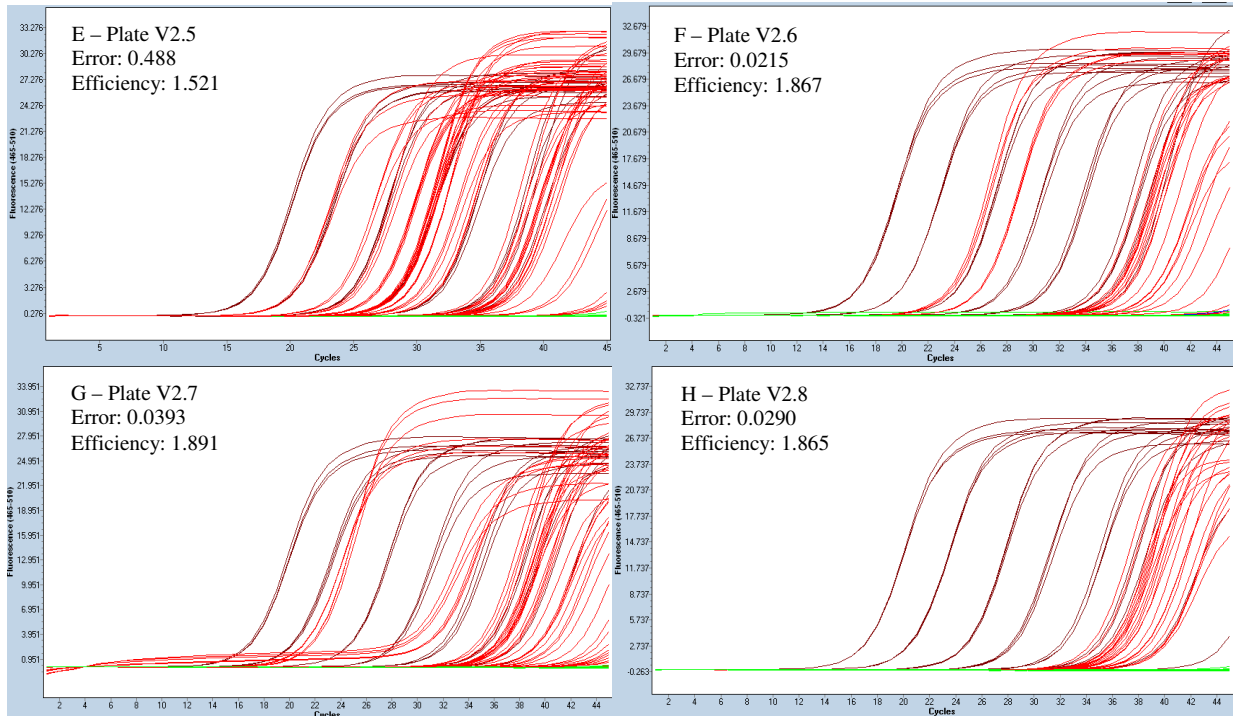 E – Plate V2.5
Error: 0.488
Efficiency: 1.521
33.276
30.276
27.276
24.276
21.276
18.276
15.276
12.276
9.276
6.276
3.276
0.276
Fluorescence (465-510)
5 10 15 20 25 30 35 40 45
Cycles
F – Plate V2.6
Error: 0.0215
Efficiency: 1.867
32.679
29.679
26.679
23.679
20.679
17.679
14.679
11.679
8.679
5.679
2.679
-0.321
Fluorescence (465-510)
2 4 6 8 10 12 14 16 18 20 22 24 26 28 30 32 34 36 38 40 42 44
Cycles
G – Plate V2.7
Error: 0.0393
Efficiency: 1.891
33.951
30.951
27.951
24.951
21.951
18.951
15.951
12.951
9.951
6.951
3.951
0.951
Fluorescence (465-510)
2 4 6 8 10 12 14 16 18 20 22 24 26 28 30 32 34 36 38 40 42 44
Cycles
H – Plate V2.8
Error: 0.0290
Efficiency: 1.865
32.737
29.737
26.737
23.737
20.737
17.737
14.737
11.737
8.737
5.737
2.737
-0.263
Fluorescence (465-510)
2 4 6 8 10 12 14 16 18 20 22 24 26 28 30 32 34 36 38 40 42 44
Cycles